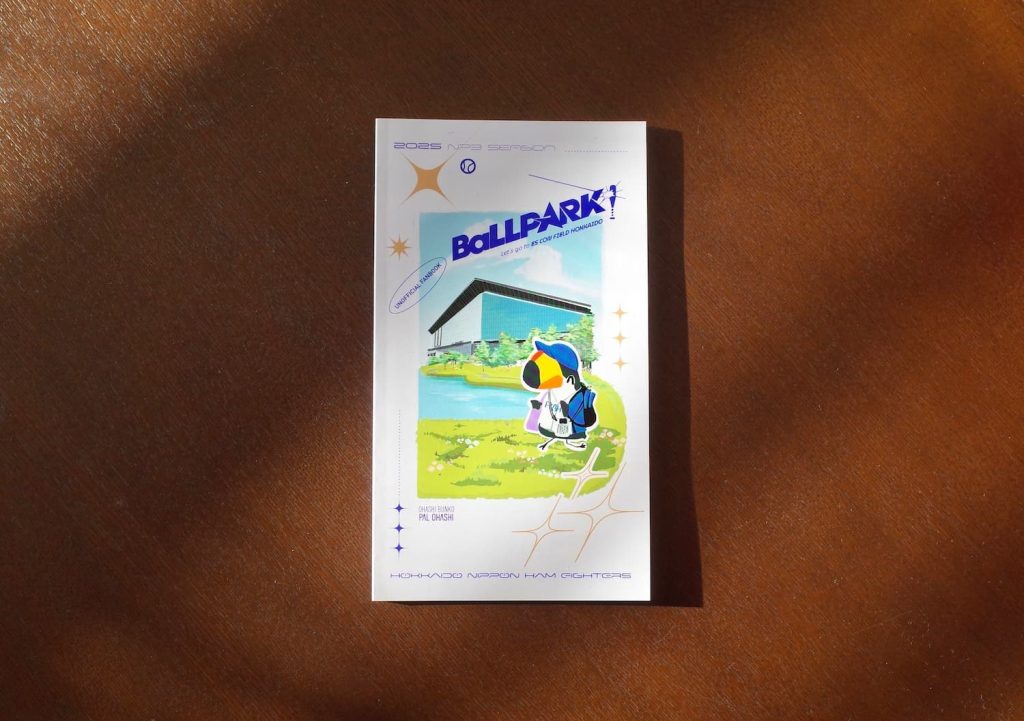 2025 NPB SEASON
BaLLPARK!
Let's go to ES CON FIELD HOKKAIDO
UNOFFICIAL FANBOOK
OHASHI BUNKO
PAL OHASHI
HOKKAIDO NIPPON HAM FIGHTERS